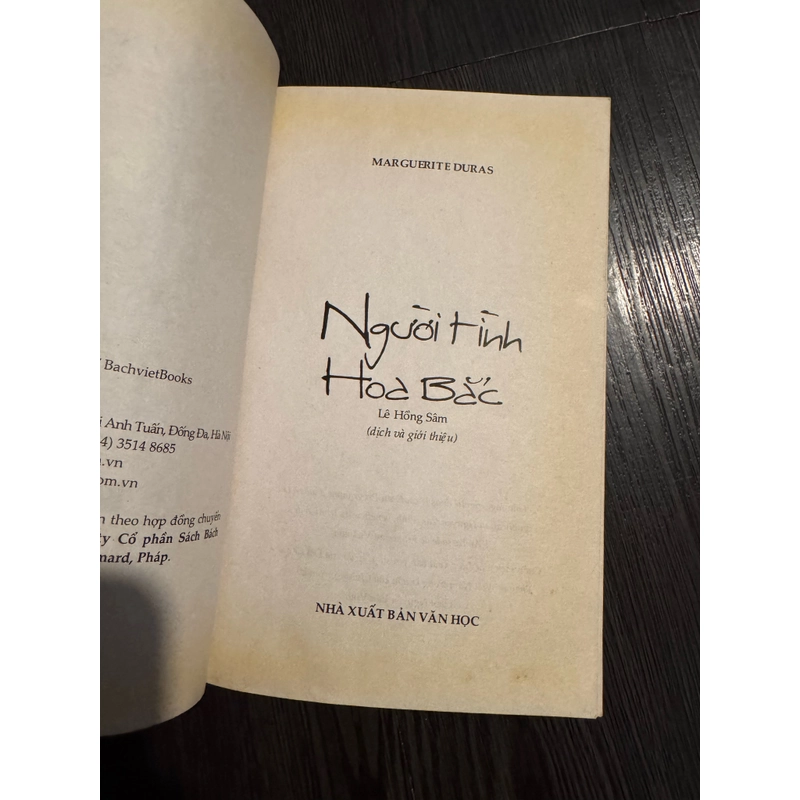 BachvietBooks
Anh Tuấn, Đống Đa, Hà Nội
4) 3514 8685
n.vn
om.vn
n theo hợp đồng chuyển
ty Cổ phần Sách Bách
mard, Pháp.
MARGUERITE DURAS
Người tình
Hoa Bắc
Lê Hồng Sâm
(dịch và giới thiệu)
NHÀ XUẤT BẢN VĂN HỌC